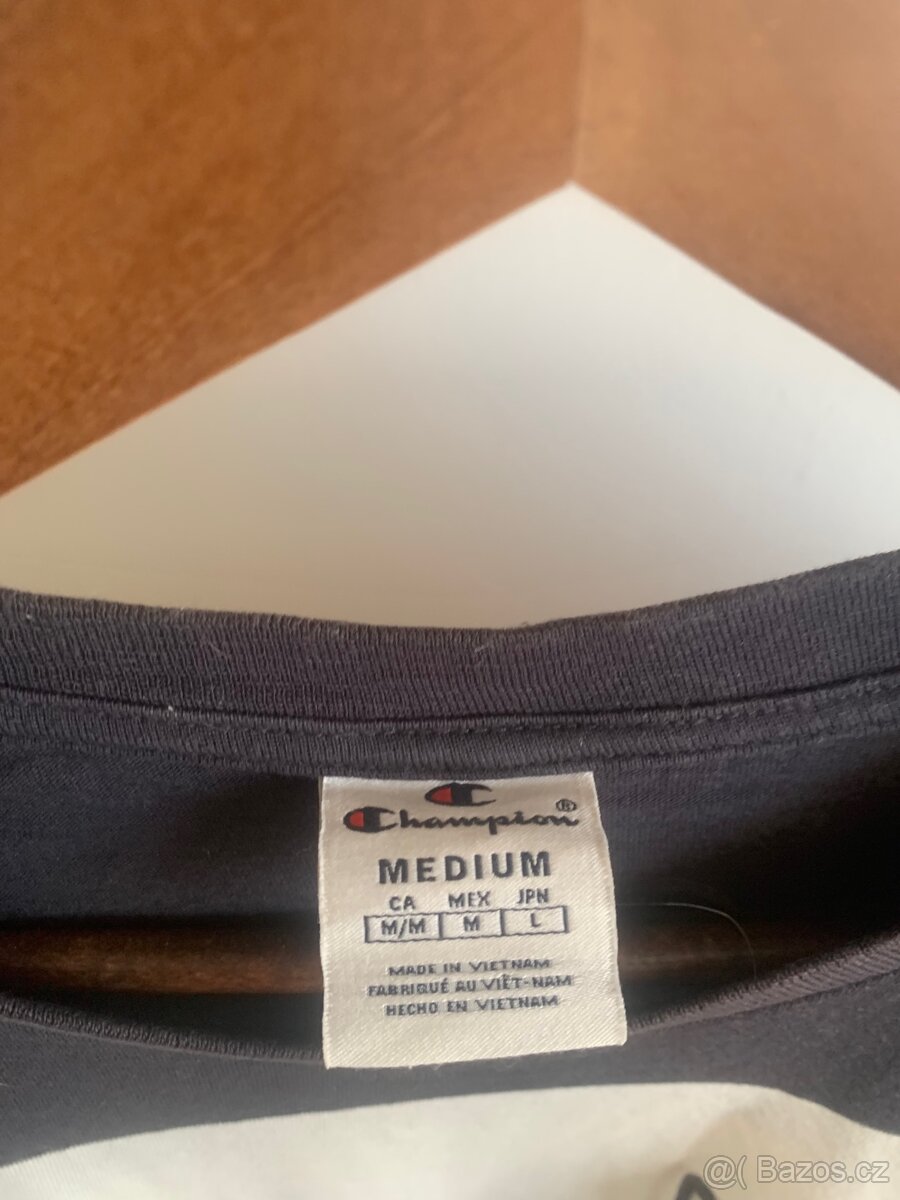 Champion®
MEDIUM
CA MEX JPN
M/M M L
MADE IN VIETNAM
FABRIQUÉ AU VIÊT-NAM
HECHO EN VIETNAM
@( Bazos.cz